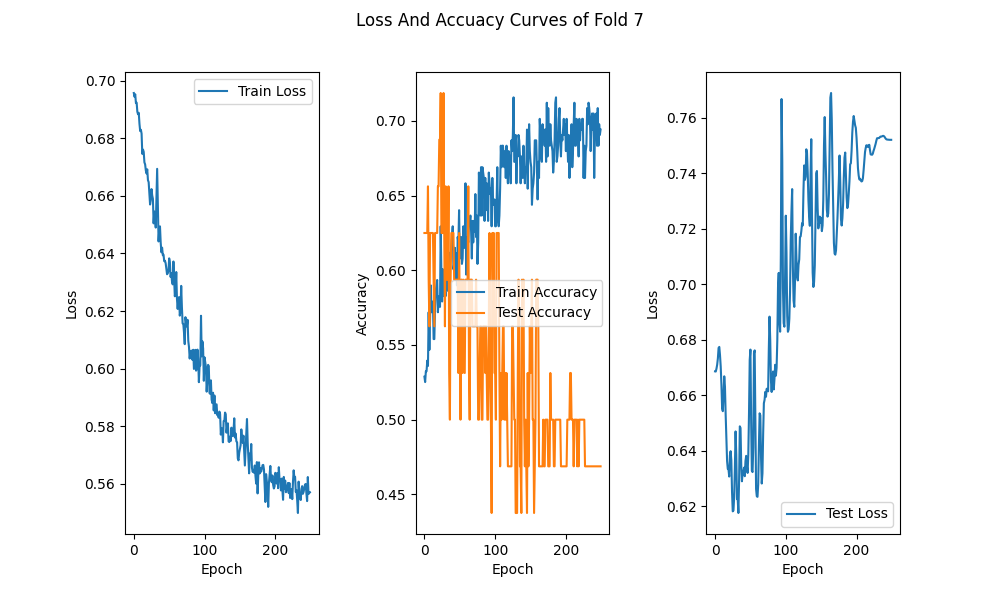 Loss And Accuacy Curves of Fold 7
Loss
0.70
0.68
0.66
0.64
0.62
0.60
0.58
0.56
0
100
200
Epoch
Train Loss
Accuracy
0.70
0.65
0.60
0.55
0.50
0.45
0
100
200
Epoch
Train Accuracy
Test Accuracy
Loss
0.76
0.74
0.72
0.70
0.68
0.66
0.64
0.62
0
100
200
Epoch
Test Loss